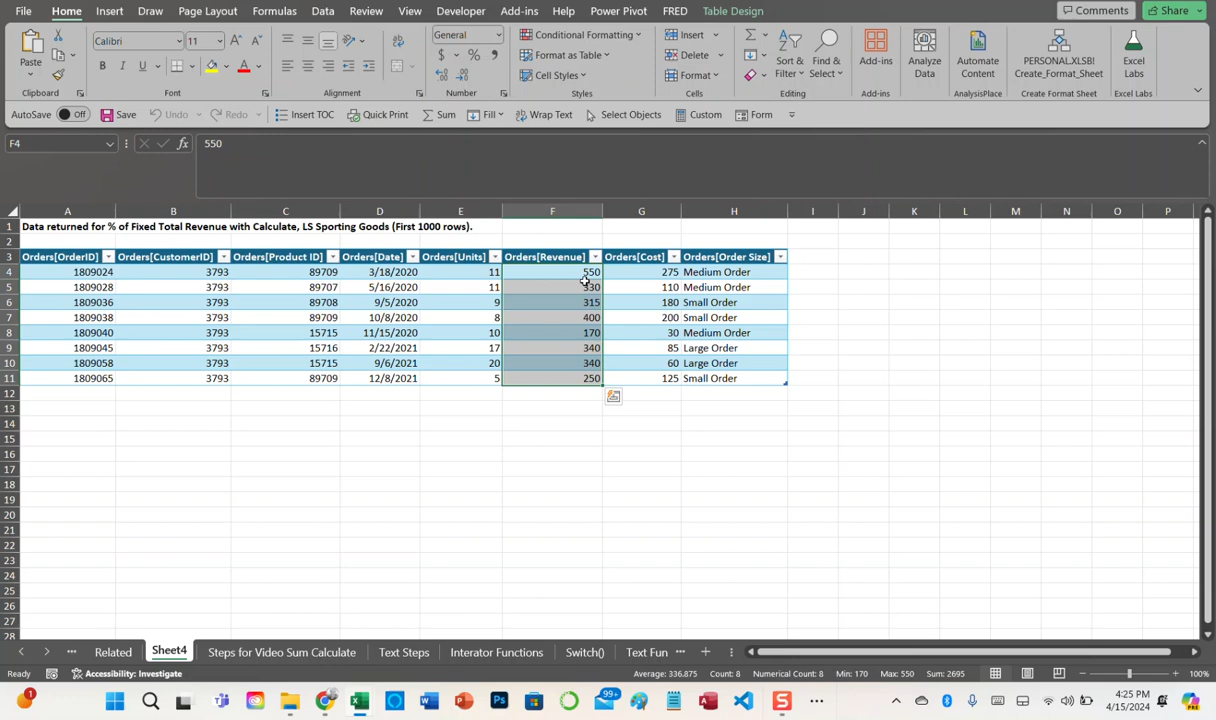 File Home Insert Draw Page Layout Formulas Data Review View Developer Add-ins Help Power Pivot FRED Table Design Comments Share
Paste Clipboard
Calibri 11 A A B I U A Font
Alignment
General $ % , Number
Conditional Formatting Format as Table Cell Styles Styles
Insert Delete Format Cells
Sort & Filter Find & Select Editing
Add-ins Add-ins
Analyze Data
Automate Content AnalysisPlace
PERSONAL.XLSB! Create_Format_Sheet Create Format Sheet
Excel Labs Excel Labs
AutoSave Off Save Undo Redo Insert TOC Quick Print Sum Fill Wrap Text Select Objects Custom Form
F4 fx 550
A B C D E F G H I J K L M N O P
1 Data returned for % of Fixed Total Revenue with Calculate, LS Sporting Goods (First 1000 rows).
2
3 Orders[OrderID] Orders[CustomerID] Orders[Product ID] Orders[Date] Orders[Units] Orders[Revenue] Orders[Cost] Orders[Order Size]
4 1809024 3793 89709 3/18/2020 11 550 275 Medium Order
5 1809028 3793 89707 5/16/2020 11 330 110 Medium Order
6 1809036 3793 89708 9/5/2020 9 315 180 Small Order
7 1809038 3793 89709 10/8/2020 8 400 200 Small Order
8 1809040 3793 15715 11/15/2020 10 170 30 Medium Order
9 1809045 3793 15716 2/22/2021 17 340 85 Large Order
10 1809058 3793 15715 9/6/2021 20 340 60 Large Order
11 1809065 3793 89709 12/8/2021 5 250 125 Small Order
12
13
14
15
16
17
18
19
20
21
22
23
24
25
26
27
28
Related Sheet4 Steps for Video Sum Calculate Text Steps Interator Functions Switch() Text Fun
Ready Accessibility: Investigate Average: 336.875 Count: 8 Numerical Count: 8 Min: 170 Max: 550 Sum: 2695 100%
1 99+ 4:25 PM
4/15/2024